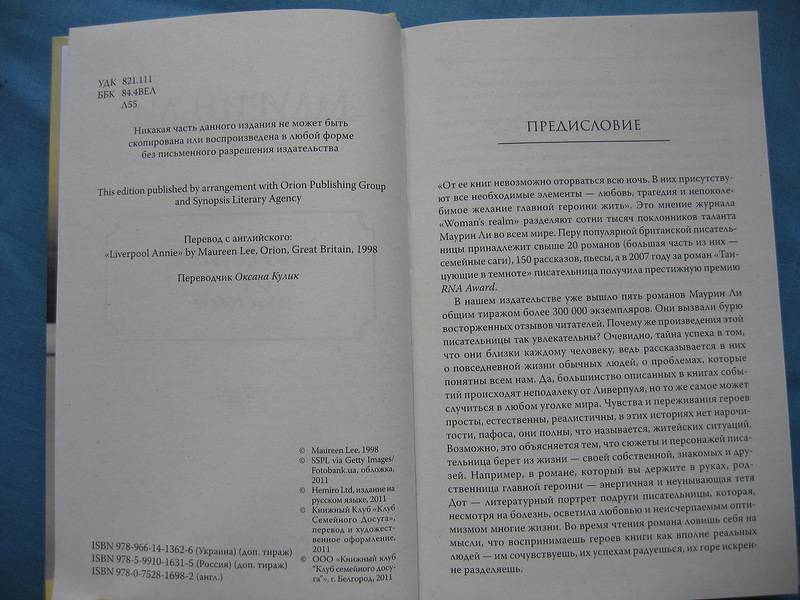 УДК 821.111
ББК 84.4ВЕЛ
Л55
Никакая часть данного издания не может быть
скопирована или воспроизведена в любой форме
без письменного разрешения издательства
This edition published by arrangement with Orion Publishing Group
and Synopsis Literary Agency
Перевод с английского:
«Liverpool Annie» by Maureen Lee, Orion, Great Britain, 1998
Переводчик Оксана Кулик
© Maureen Lee, 1998
© SSPL via Getty Images/
Fotobank.ua, обложка,
2011
© Hemiro Ltd, издание на
русском языке, 2011
© Книжный Клуб «Клуб
Семейного Досуга»,
перевод и художест-
венное оформление,
2011
© ООО «Книжный клуб
"Клуб семейного досу-
га"», г. Белгород, 2011
ISBN 978-966-14-1362-6 (Украина) (доп. тираж)
ISBN 978-5-9910-1631-5 (Россия) (доп. тираж)
ISBN 978-0-7528-1698-2 (англ.)
ПРЕДИСЛОВИЕ
«От ее книг невозможно оторваться всю ночь. В них присутству-
ют все необходимые элементы — любовь, трагедия и непоколе-
бимое желание главной героини жить». Это мнение журнала
«Woman's realm» разделяют сотни тысяч поклонников таланта
Маурин Ли во всем мире. Перу популярной британской писатель-
ницы принадлежит свыше 20 романов (большая часть из них —
семейные саги), 150 рассказов, пьесы, а в 2007 году за роман «Тан-
цующие в темноте» писательница получила престижную премию
RNA Award.
В нашем издательстве уже вышло пять романов Маурин Ли
общим тиражом более 300 000 экземпляров. Они вызвали бурю
восторженных отзывов читателей. Почему же произведения этой
писательницы так увлекательны? Очевидно, тайна успеха в том,
что они близки каждому человеку, ведь рассказывается в них
о повседневной жизни обычных людей, о проблемах, которые
понятны всем нам. Да, большинство описанных в книгах собы-
тий происходят неподалеку от Ливерпуля, но то же самое может
случиться в любом уголке мира. Чувства и переживания героев
просты, естественны, реалистичны, в этих историях нет нарочи-
тости, пафоса, они полны, что называется, житейских ситуаций.
Возможно, это объясняется тем, что сюжеты и персонажей писа-
тельница берет из жизни — своей собственной, знакомых и дру-
зей. Например, в романе, который вы держите в руках, род-
ственница главной героини — энергичная и неунывающая тетя
Дот — литературный портрет подруги писательницы, которая,
несмотря на болезнь, осветила любовью и неисчерпаемым опти-
мизмом многие жизни. Во время чтения романа ловишь себя на
мысли, что воспринимаешь героев книги как вполне реальных
людей — им сочувствуешь, их успехам радуешься, их горе искрен-
не разделяешь.